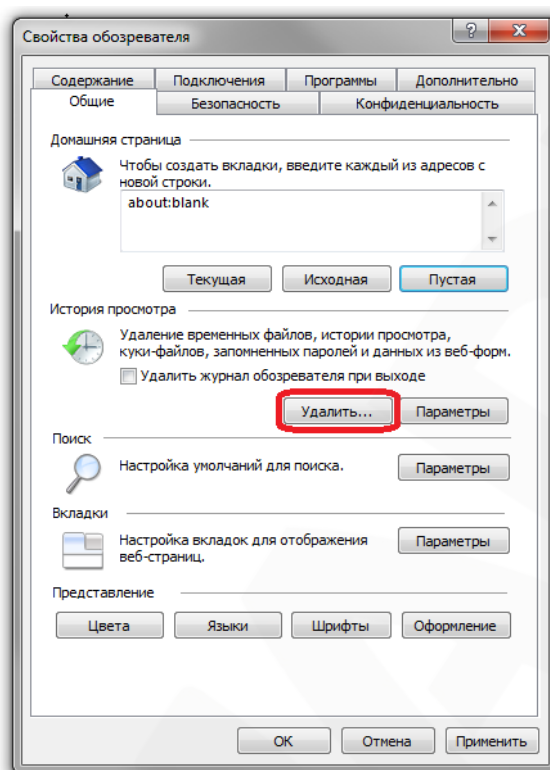 Свойства обозревателя
Содержание Подключения Программы Дополнительно
Общие Безопасность Конфиденциальность
Домашняя страница
Чтобы создать вкладки, введите каждый из адресов с
новой строки.
about:blank
Текущая Исходная Пустая
История просмотра
Удаление временных файлов, истории просмотра,
куки-файлов, запомненных паролей и данных из веб-форм.
Удалить журнал обозревателя при выходе
Удалить... Параметры
Поиск
Настройка умолчаний для поиска. Параметры
Вкладки
Настройка вкладок для отображения
веб-страниц.
Параметры
Представление
Цвета Языки Шрифты Оформление
ОК Отмена Применить